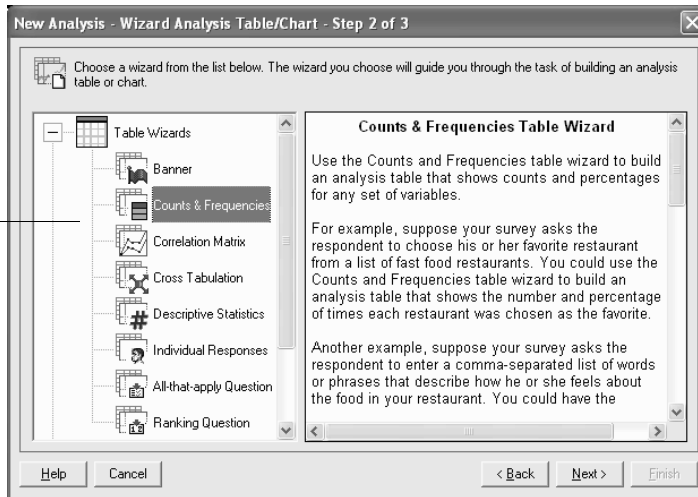 New Analysis - Wizard Analysis Table/Chart - Step 2 of 3
Choose a wizard from the list below. The wizard you choose will guide you through the task of building an analysis
table or chart.
Table Wizards
Banner
Counts & Frequencies
Correlation Matrix
Cross Tabulation
Descriptive Statistics
Individual Responses
All-that-apply Question
Ranking Question
Counts & Frequencies Table Wizard
Use the Counts and Frequencies table wizard to build
an analysis table that shows counts and percentages
for any set of variables.
For example, suppose your survey asks the
respondent to choose his or her favorite restaurant
from a list of fast food restaurants. You could use the
Counts and Frequencies table wizard to build an
analysis table that shows the number and percentage
of times each restaurant was chosen as the favorite.
Another example, suppose your survey asks the
respondent to enter a comma-separated list of words
or phrases that describe how he or she feels about
the food in your restaurant. You could have the
Help
Cancel
< Back
Next >
Finish